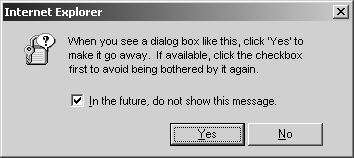 Internet Explorer
When you see a dialog box like this, click 'Yes' to
make it go away. If available, click the checkbox
first to avoid being bothered by it again.
In the future, do not show this message.
Yes No